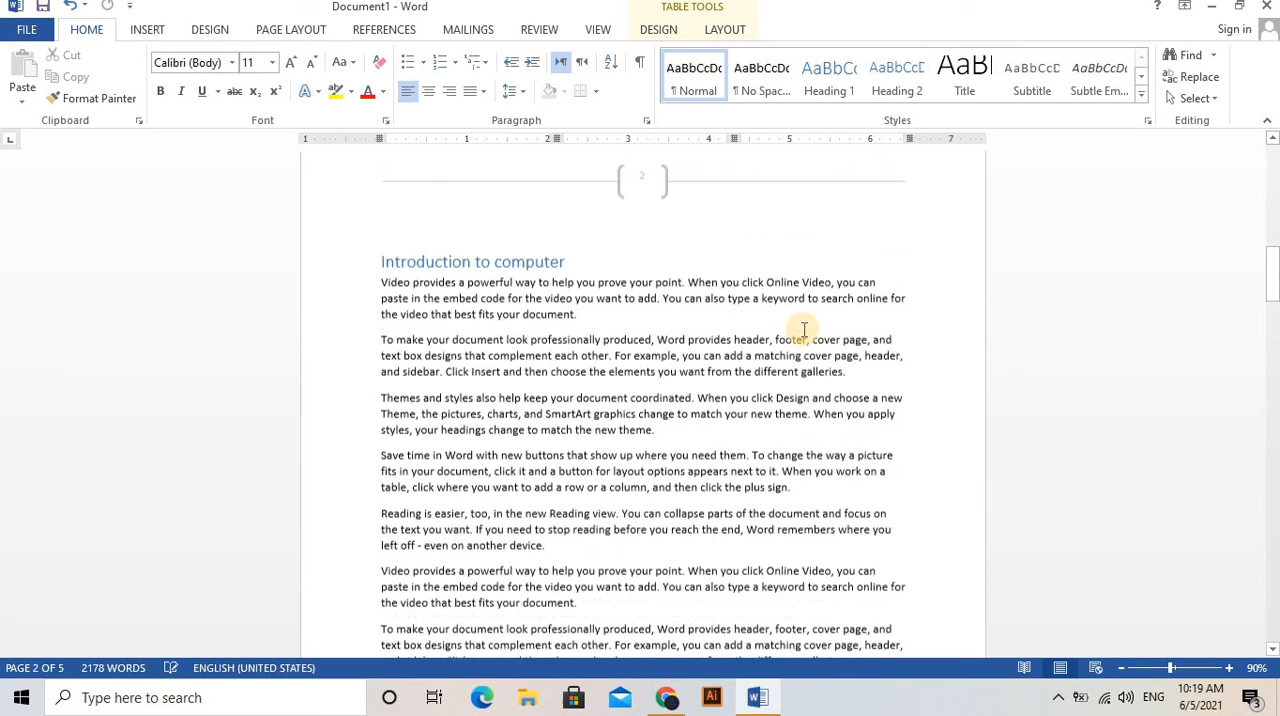 Document1 - Word
TABLE TOOLS
?
FILE HOME INSERT DESIGN PAGE LAYOUT REFERENCES MAILINGS REVIEW VIEW DESIGN LAYOUT Sign in
Cut
Copy
Format Painter
Paste
Clipboard
Calibri (Body) 11
Font
Paragraph
AaBbCcDc AaBbCcDc AaBbCc AaBbCcD AaBl AaBbCcD AaBbCcDc
¶ Normal ¶ No Spac... Heading Heading 2 Title Subtitle Subtle Em...
Styles
Find
Replace
Select
Editing
1 1 2 3 4 5 6 7
2
Introduction to computer
Video provides a powerful way to help you prove your point. When you click Online Video, you can
paste in the embed code for the video you want to add. You can also type a keyword to search online for
the video that best fits your document.
To make your document look professionally produced, Word provides header, footer, cover page, and
text box designs that complement each other. For example, you can add a matching cover page, header,
and sidebar. Click Insert and then choose the elements you want from the different galleries.
Themes and styles also help keep your document coordinated. When you click Design and choose a new
Theme, the pictures, charts, and SmartArt graphics change to match your new theme. When you apply
styles, your headings change to match the new theme.
Save time in Word with new buttons that show up where you need them. To change the way a picture
fits in your document, click it and a button for layout options appears next to it. When you work on a
table, click where you want to add a row or a column, and then click the plus sign.
Reading is easier, too, in the new Reading view. You can collapse parts of the document and focus on
the text you want. If you need to stop reading before you reach the end, Word remembers where you
left off - even on another device.
Video provides a powerful way to help you prove your point. When you click Online Video, you can
paste in the embed code for the video you want to add. You can also type a keyword to search online for
the video that best fits your document.
To make your document look professionally produced, Word provides header, footer, cover page, and
text box designs that complement each other. For example, you can add a matching cover page, header,
PAGE 2 OF 5 2178 WORDS ENGLISH (UNITED STATES) 90%
Type here to search
Ai
ENG
10:19 AM
6/5/2021
3